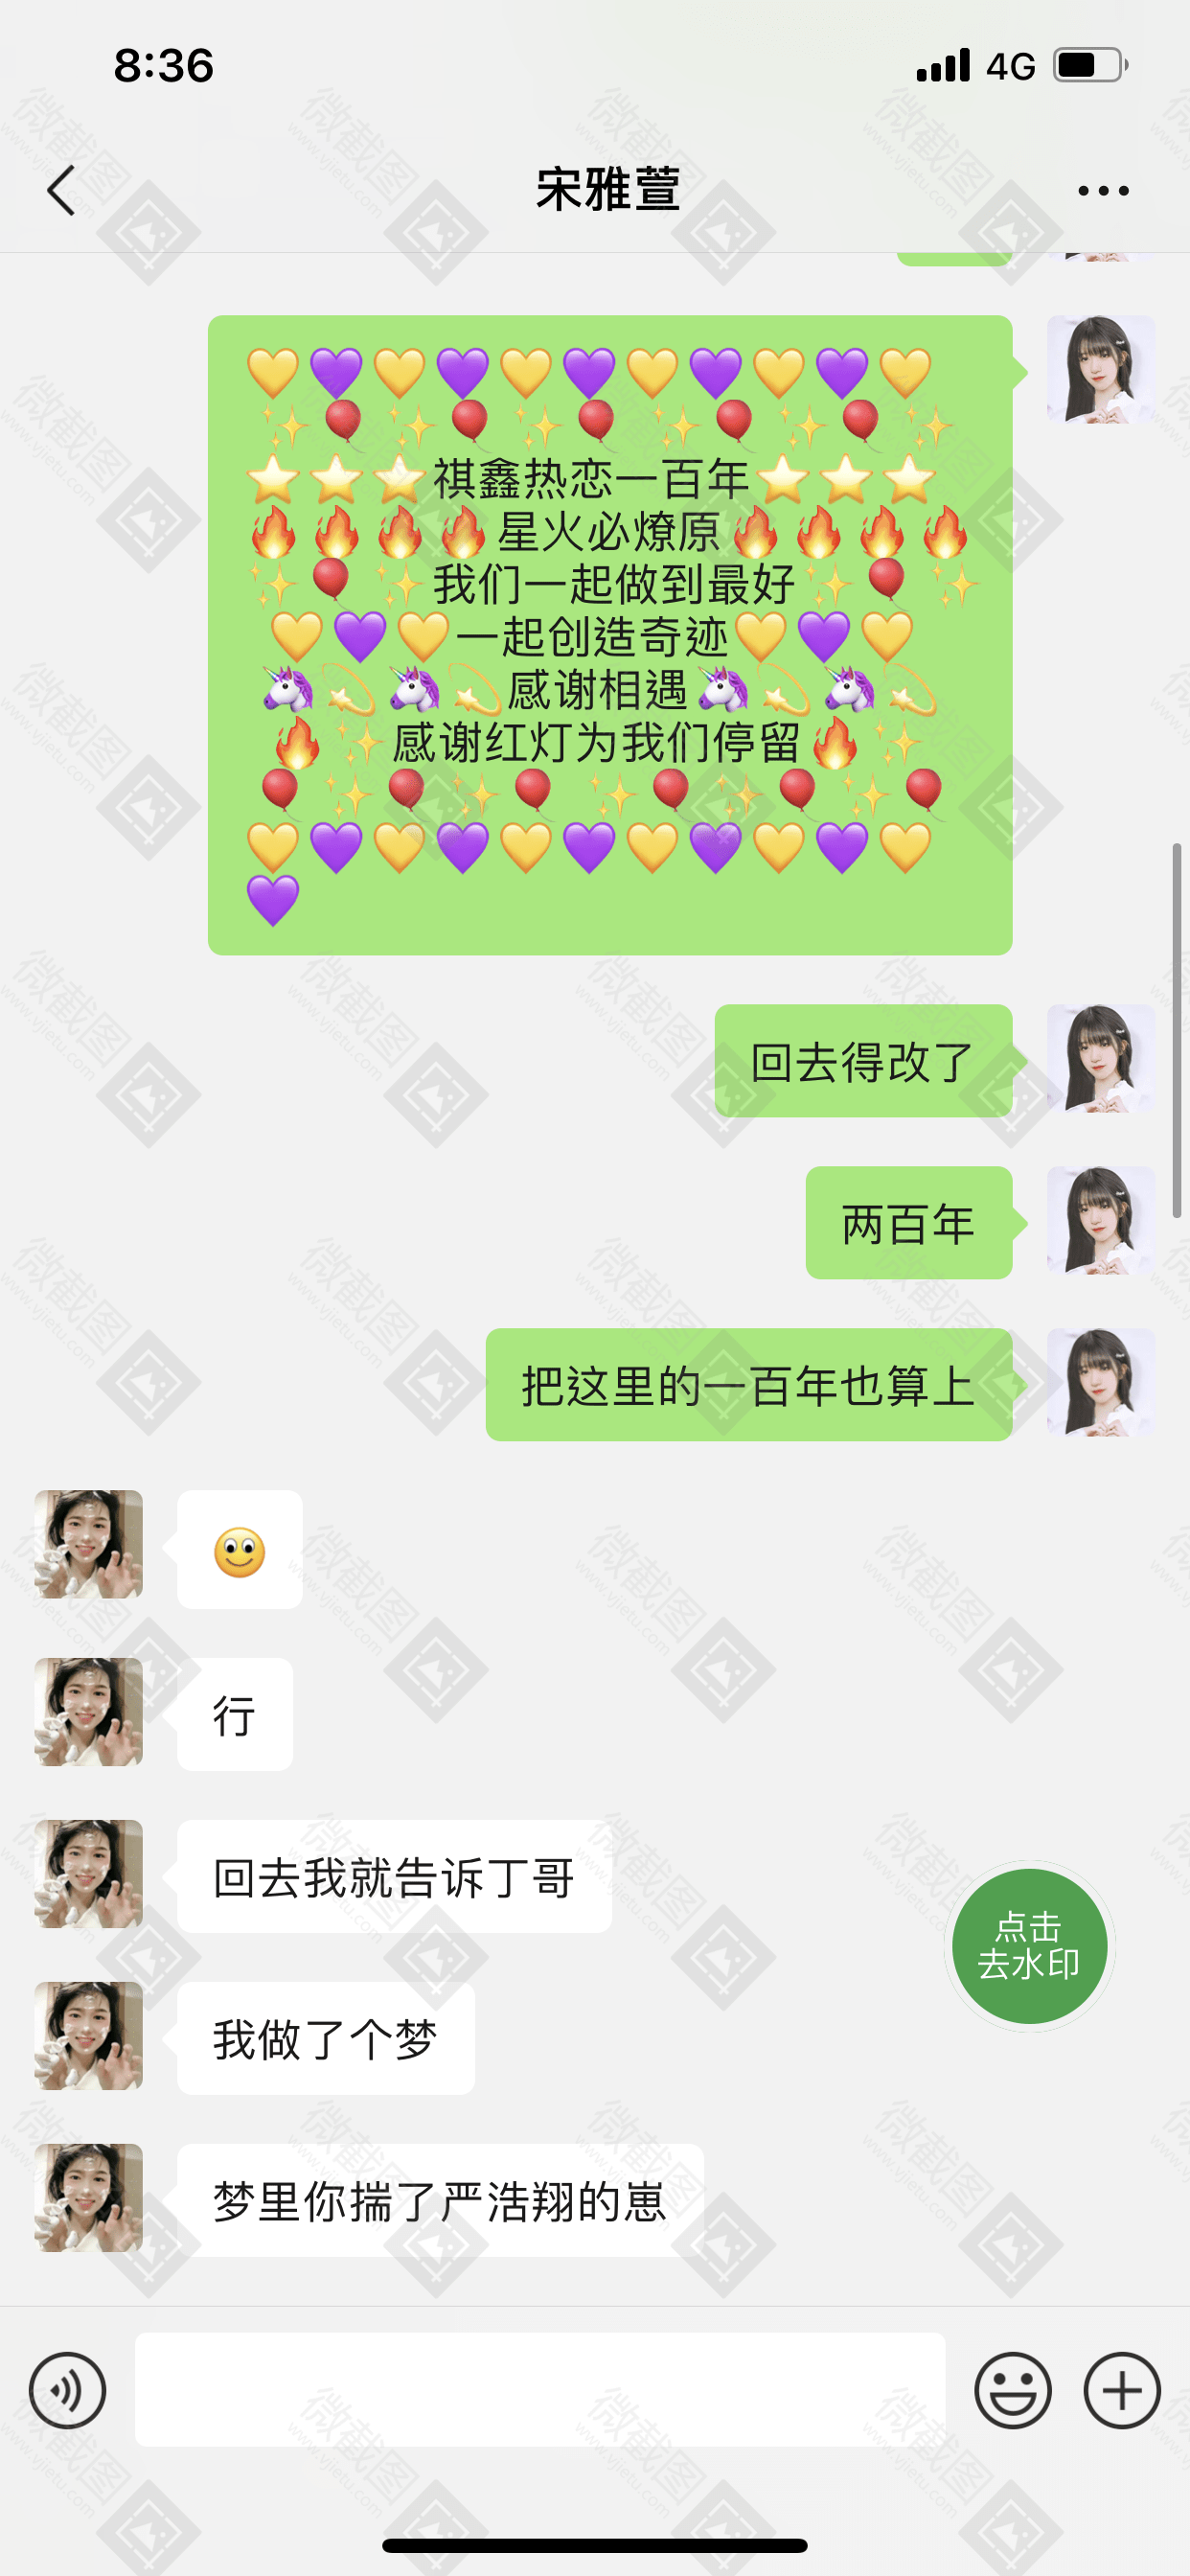 8:36
4G
宋雅萱
💛💜💛💜💛💜💛💜💛💜💛
✨🎈✨🎈✨🎈✨🎈✨🎈✨
⭐⭐⭐祺鑫热恋一百年⭐⭐⭐
🔥🔥🔥🔥星火必燎原🔥🔥🔥🔥
✨🎈✨我们一起做到最好✨🎈✨
💛💜💛一起创造奇迹💛💜💛
🦄💫🦄💫感谢相遇🦄💫🦄💫
🔥✨感谢红灯为我们停留🔥✨
🎈✨🎈✨🎈✨🎈✨🎈✨🎈
💛💜💛💜💛💜💛💜💛💜💛
💜
回去得改了
两百年
把这里的一百年也算上
行
回去我就告诉丁哥
我做了个梦
梦里你揣了严浩翔的崽
点击
去水印
微截图
www.vjietu.com